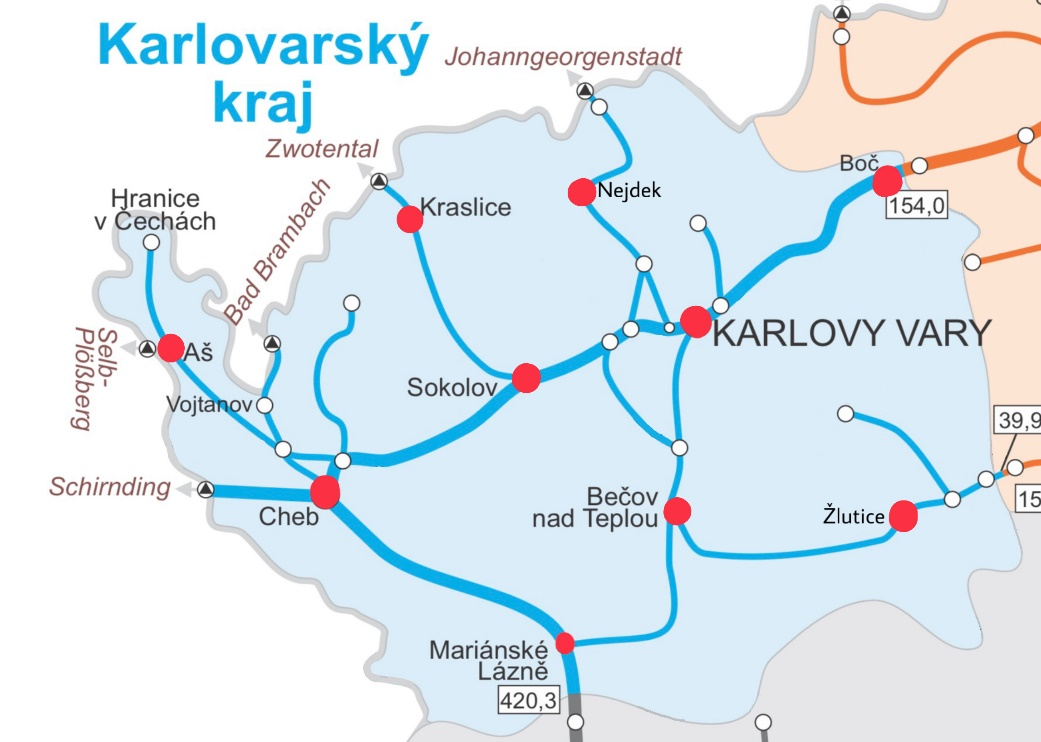 Karlovarský
kraj
Johanngeorgenstadt
Zwotental
Boč
154,0
Nejdek
Kraslice
Hranice
v Čechách
Bad Brambach
KARLOVY VARY
Selb-
Plößberg
Aš
Sokolov
Vojtanov
39,9
Schirnding
Cheb
Bečov
nad Teplou
Žlutice
15
Mariánské
Lázně
420,3